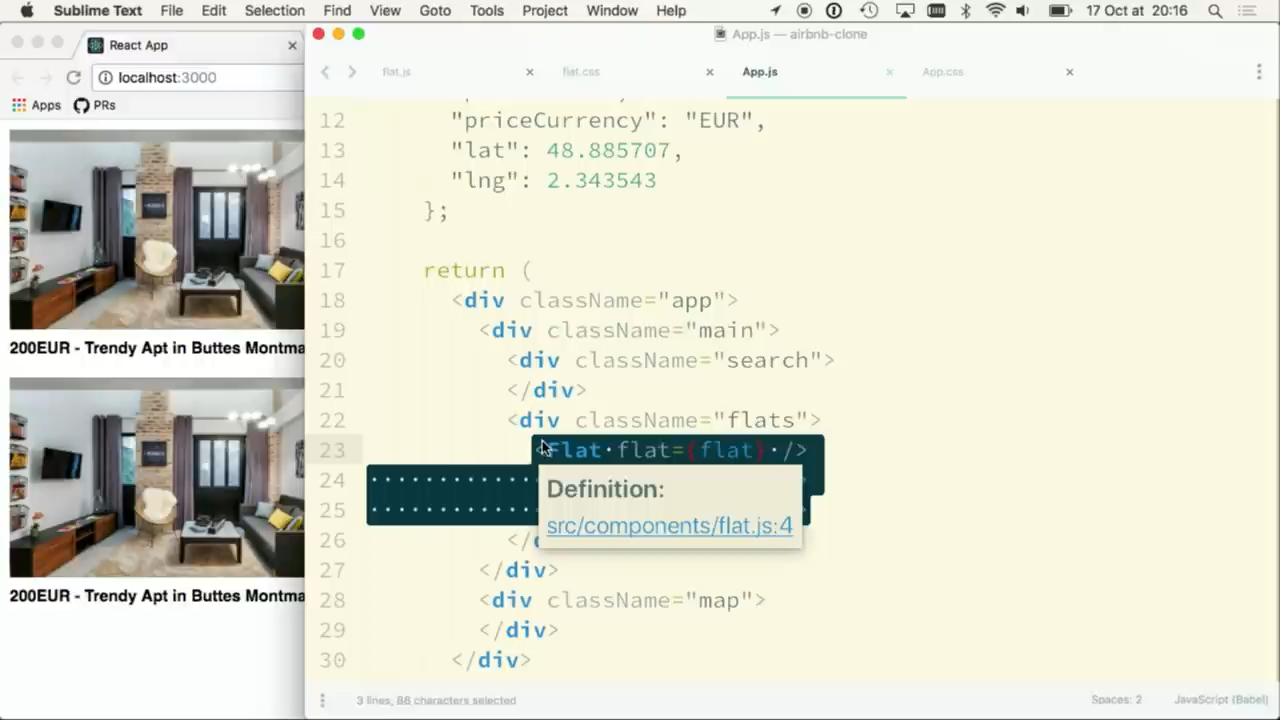 Sublime Text File Edit Selection Find View Goto Tools Project Window Help 17 Oct at 20:16
React App
App.js — airbnb-clone
flat.js
flat.css
App.js
App.css
localhost:3000
Apps PRs
12 "priceCurrency": "EUR",
13 "lat": 48.885707,
14 "lng": 2.343543
15 };
16
17 return (
18 <div className="app">
19 <div className="main">
20 <div className="search">
21 </div>
22 <div className="flats">
23 <Flat flat={flat} />
24
25
26 </d
27 </div>
28 <div className="map">
29 </div>
30 </div>
Definition:
src/components/flat.js:4
200EUR - Trendy Apt in Buttes Montma
200EUR - Trendy Apt in Buttes Montma
3 lines, 86 characters selected
Spaces: 2
JavaScript (Babel)